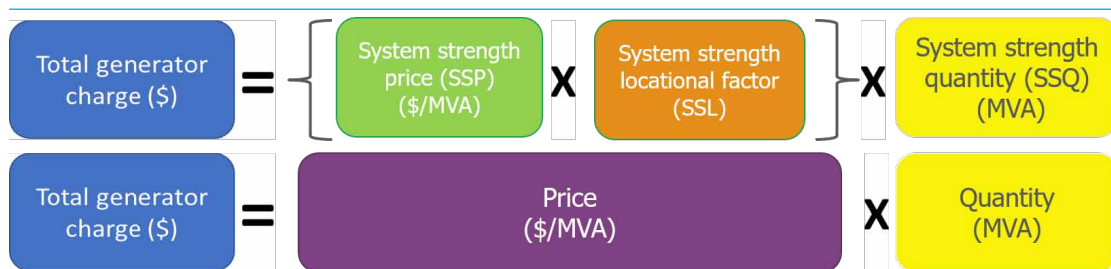 Total generator
charge ($)
=
{
System strength
price (SSP)
($/MVA)
X
System strength
locational factor
(SSL)
}
X
System strength
quantity (SSQ)
(MVA)
Total generator
charge ($)
=
Price
($/MVA)
X
Quantity
(MVA)